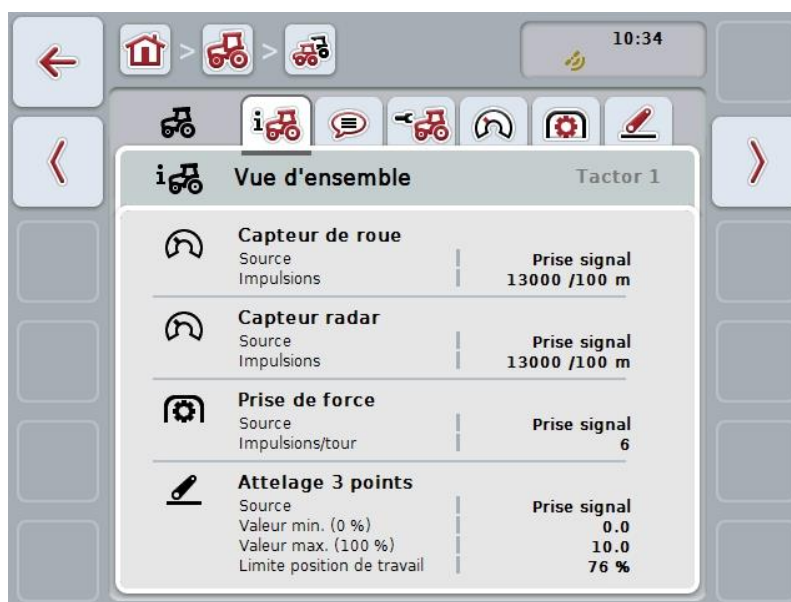 10:34
Vue d'ensemble Tactor 1
Capteur de roue
Source Prise signal
Impulsions 13000 /100 m
Capteur radar
Source Prise signal
Impulsions 13000 /100 m
Prise de force
Source Prise signal
Impulsions/tour 6
Attelage 3 points
Source Prise signal
Valeur min. (0 %) 0.0
Valeur max. (100 %) 10.0
Limite position de travail 76 %